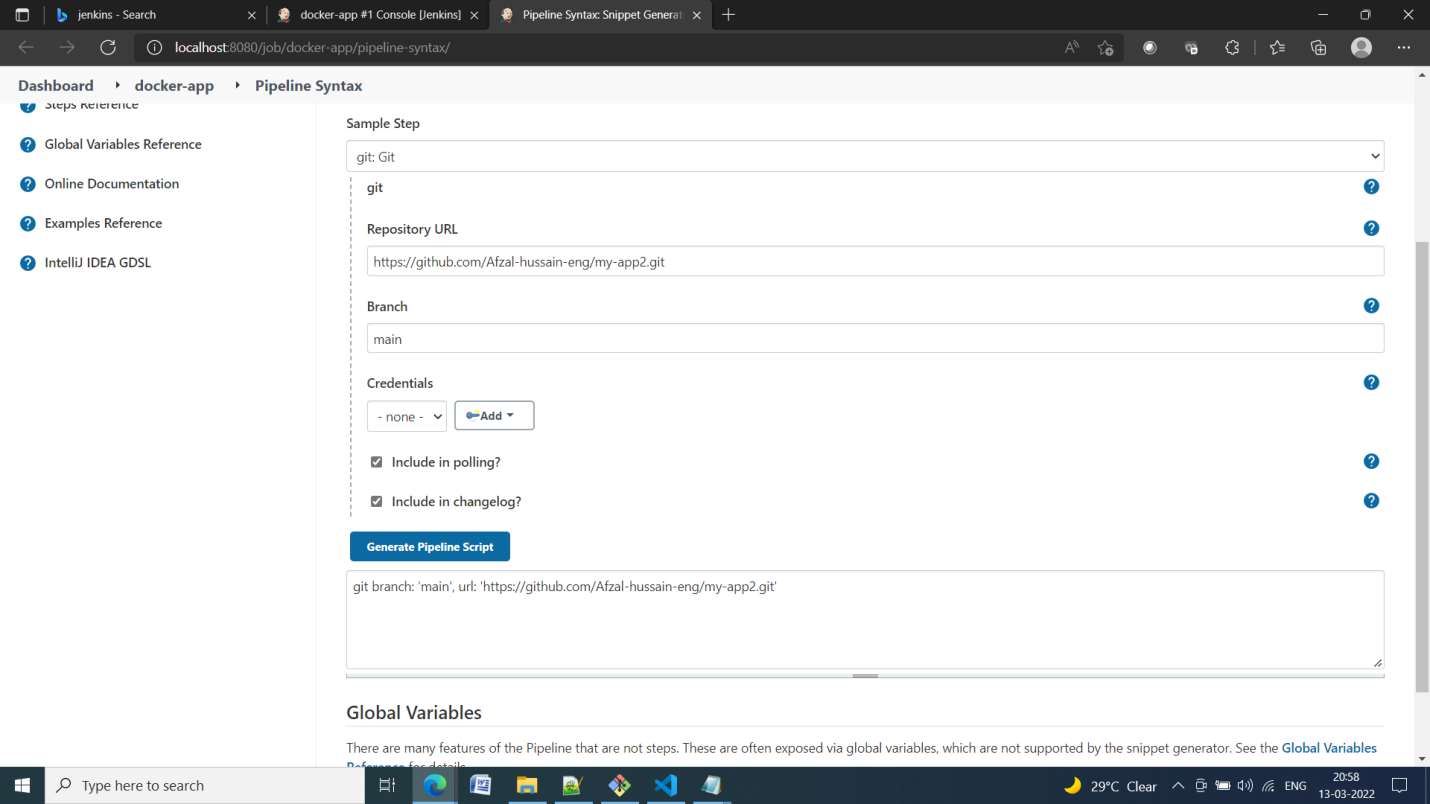 jenkins - Search
docker-app #1 Console [Jenkins]
Pipeline Syntax: Snippet Generat
localhost:8080/job/docker-app/pipeline-syntax/
Dashboard
docker-app
Pipeline Syntax
Steps Reference
Global Variables Reference
Online Documentation
Examples Reference
IntelliJ IDEA GDSL
Sample Step
git: Git
git
Repository URL
https://github.com/Afzal-hussain-eng/my-app2.git
Branch
main
Credentials
- none -
Add
Include in polling?
Include in changelog?
Generate Pipeline Script
git branch: 'main', url: 'https://github.com/Afzal-hussain-eng/my-app2.git'
Global Variables
There are many features of the Pipeline that are not steps. These are often exposed via global variables, which are not supported by the snippet generator. See the Global Variables
Reference for details.
Type here to search
29°C Clear
ENG
20:58
13-03-2022